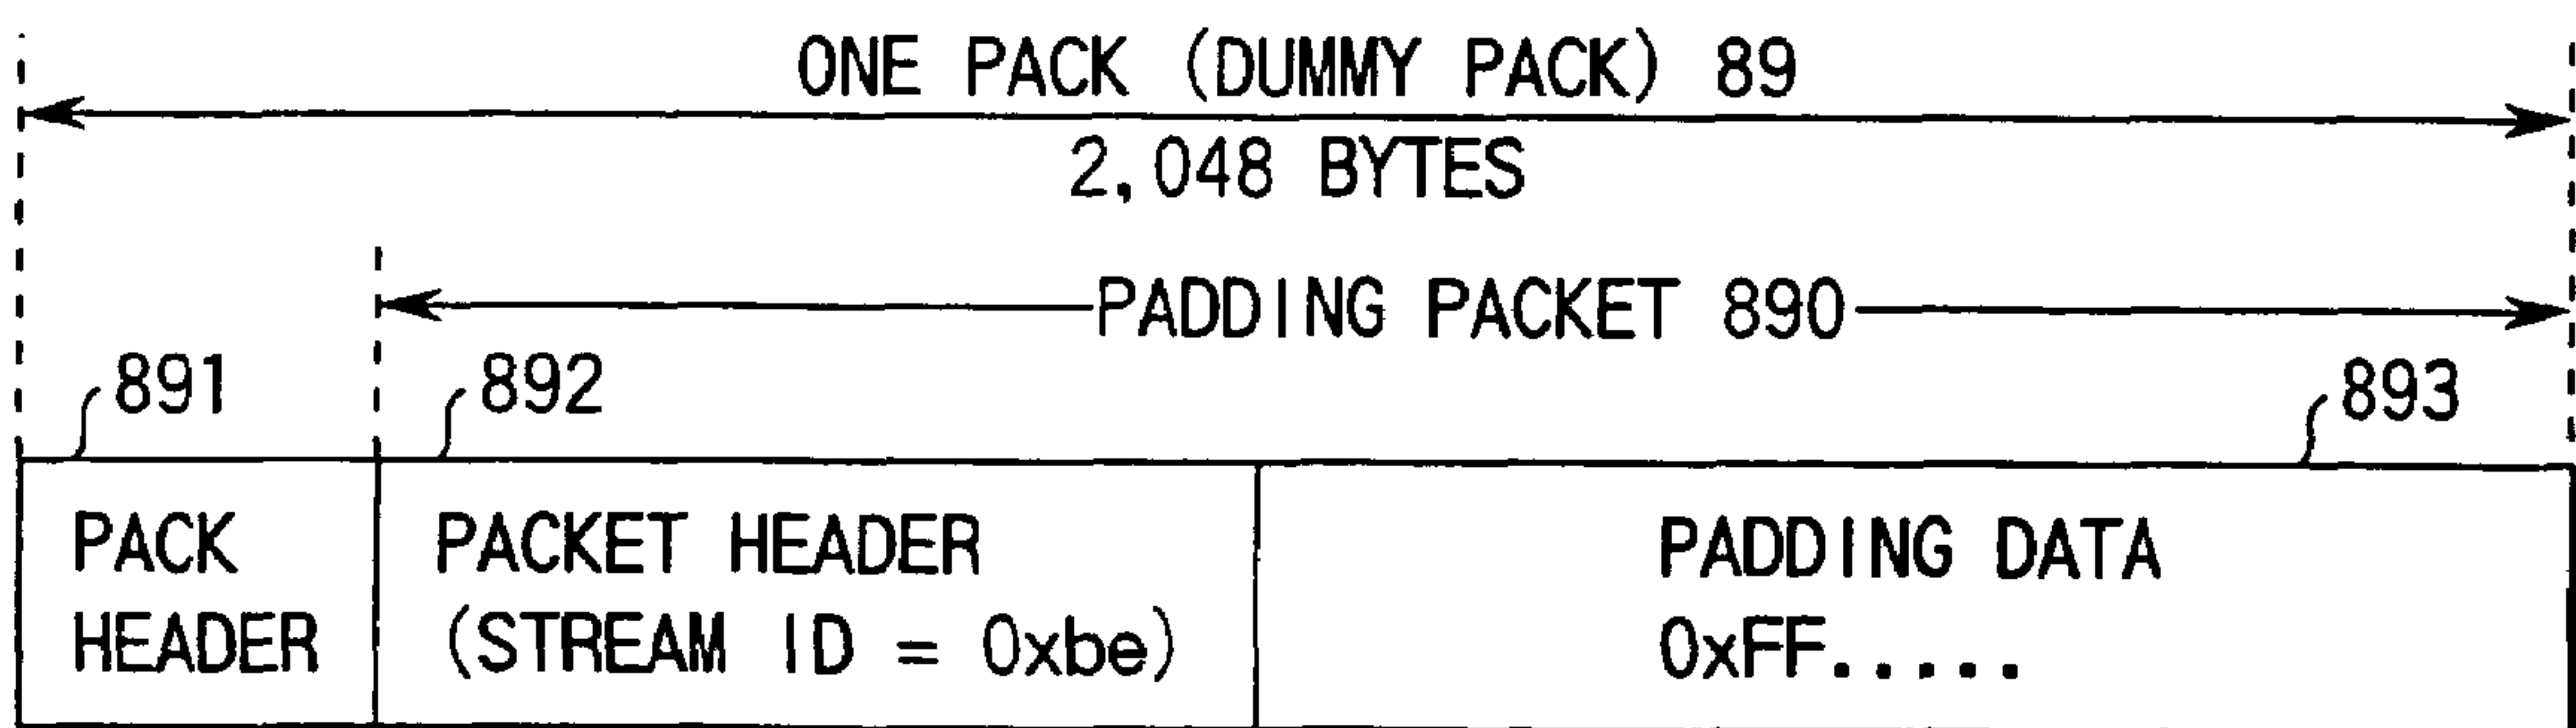 ONE PACK (DUMMY PACK) 89
2,048 BYTES
PADDING PACKET 890
891
892
893
PACK
HEADER
PACKET HEADER
(STREAM ID = 0xbe)
PADDING DATA
0xFF.....